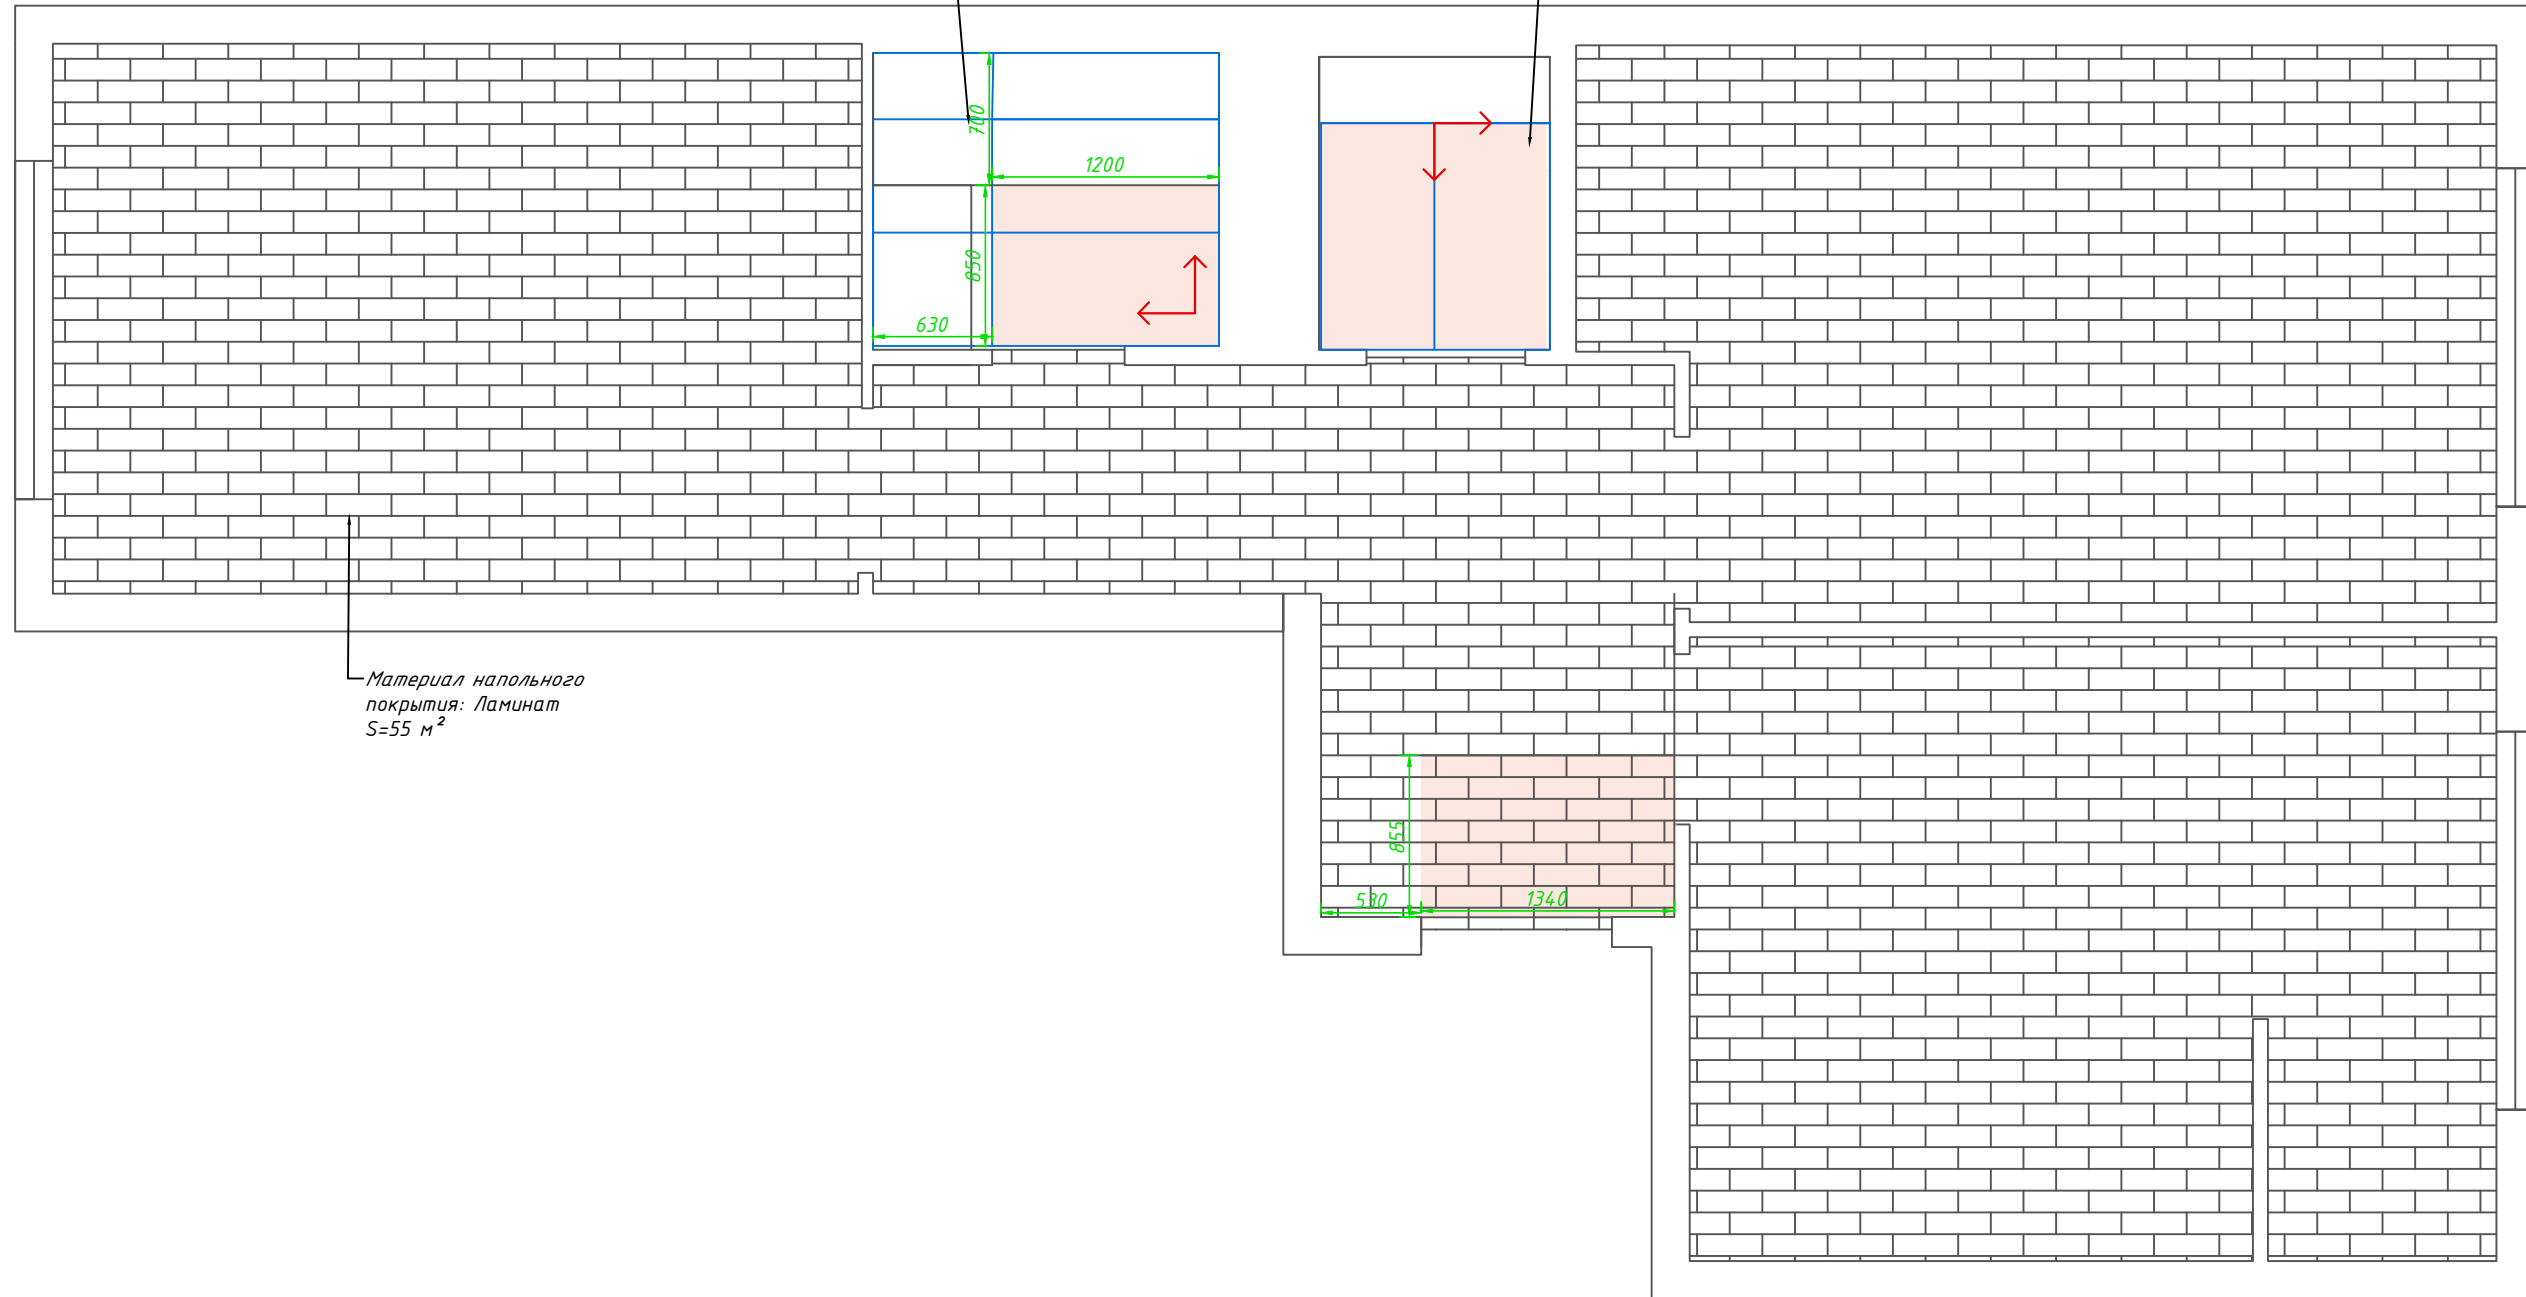 700
1200
850
630
Материал напольного
покрытия: Ламинат
S=55 м²
855
530
1340